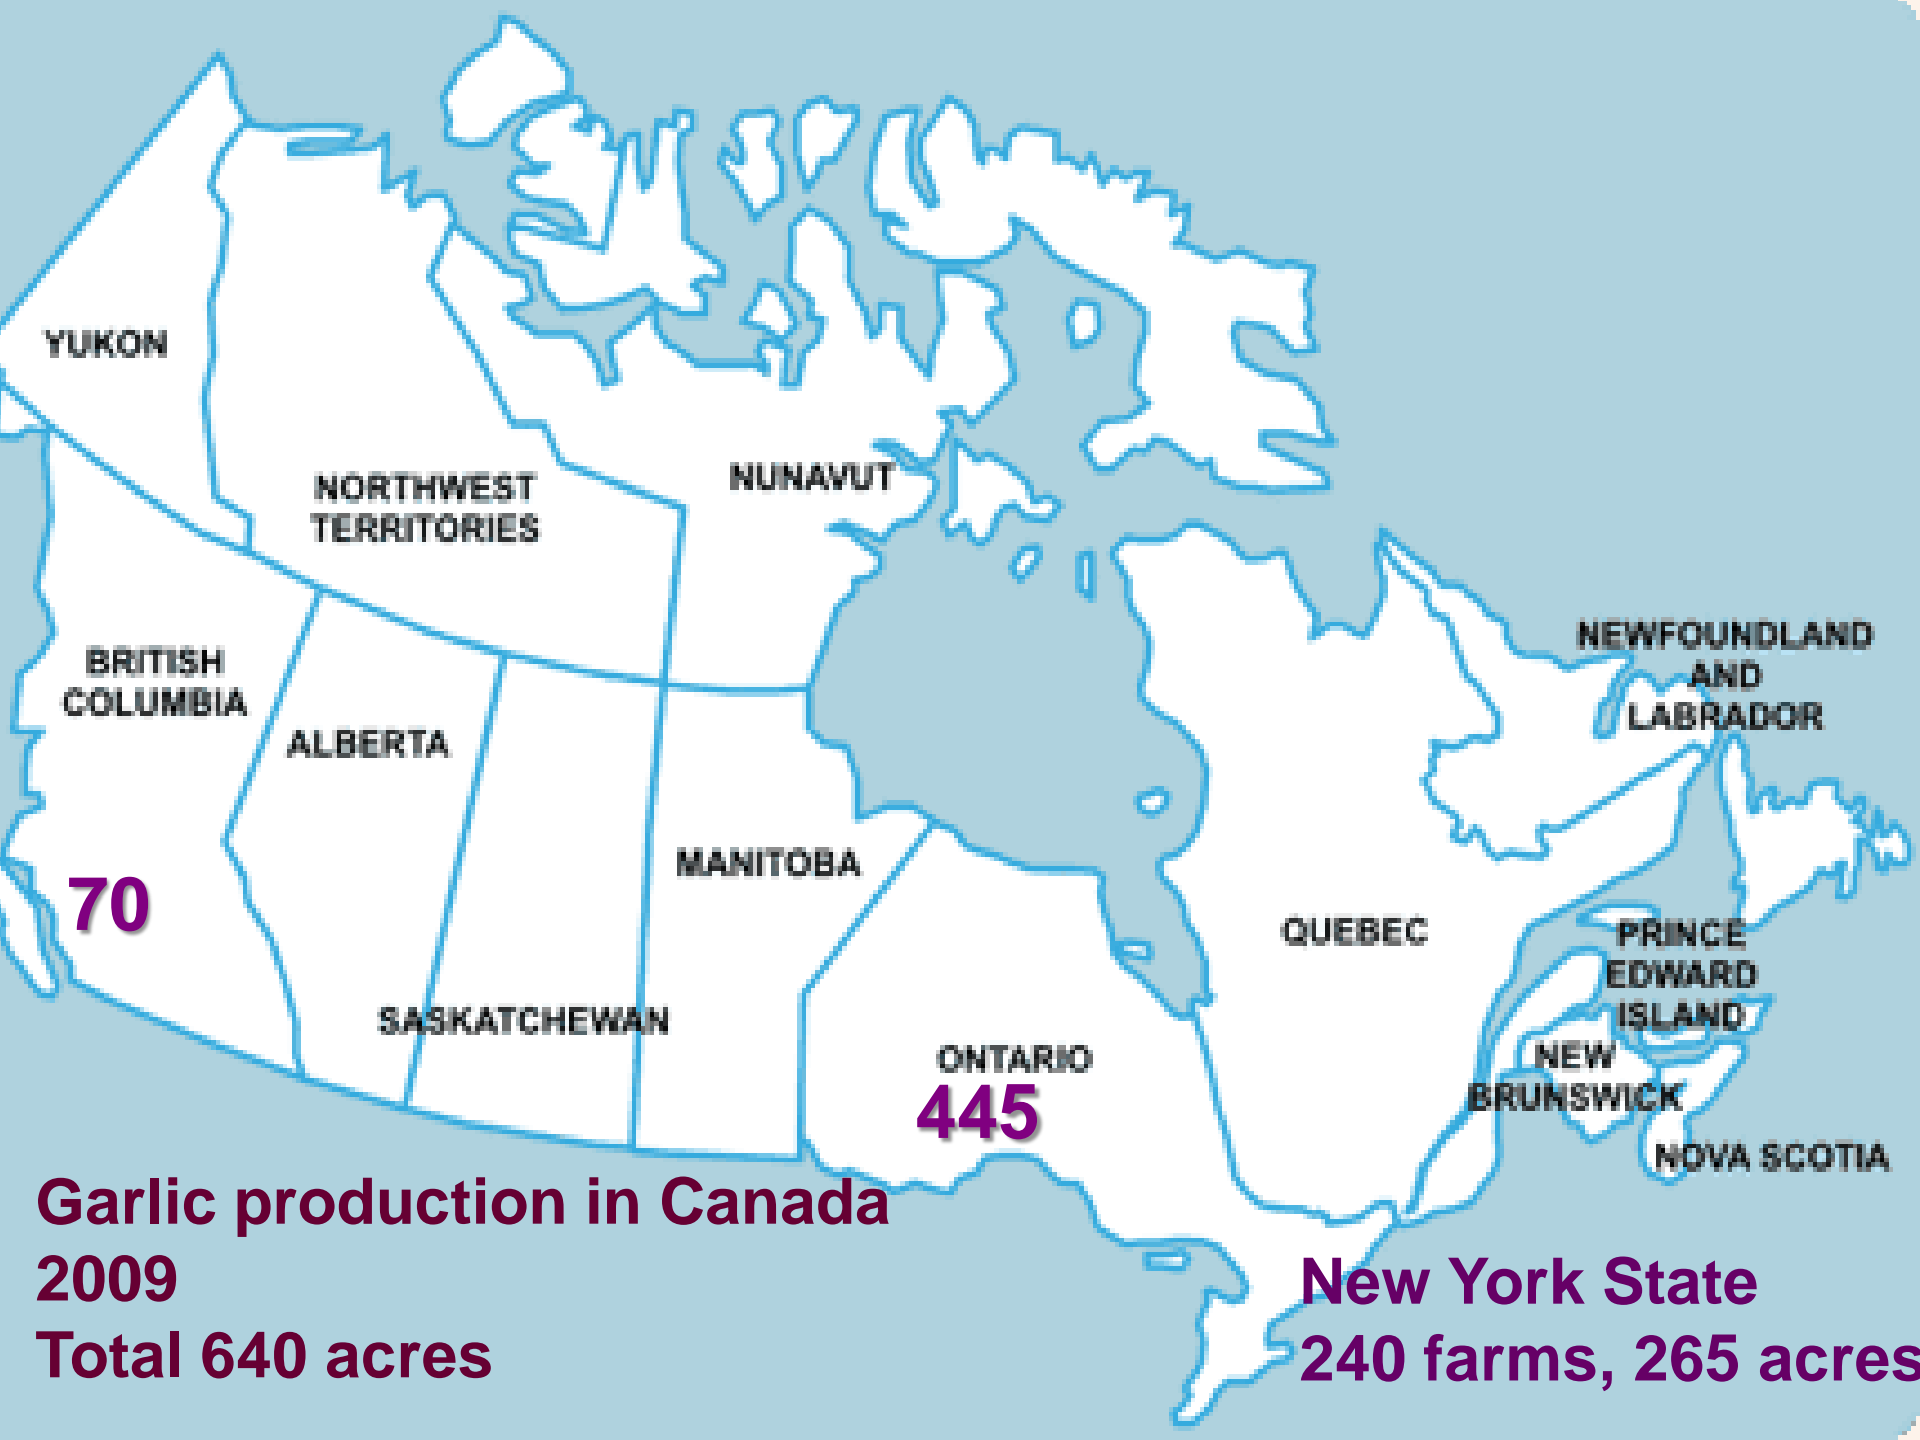 YUKON
NORTHWEST
TERRITORIES
NUNAVUT
BRITISH
COLUMBIA
ALBERTA
NEWFOUNDLAND
AND
LABRADOR
MANITOBA
70
QUEBEC
PRINCE
EDWARD
ISLAND
SASKATCHEWAN
ONTARIO
445
NEW
BRUNSWICK
NOVA SCOTIA
Garlic production in Canada
2009
Total 640 acres
New York State
240 farms, 265 acres